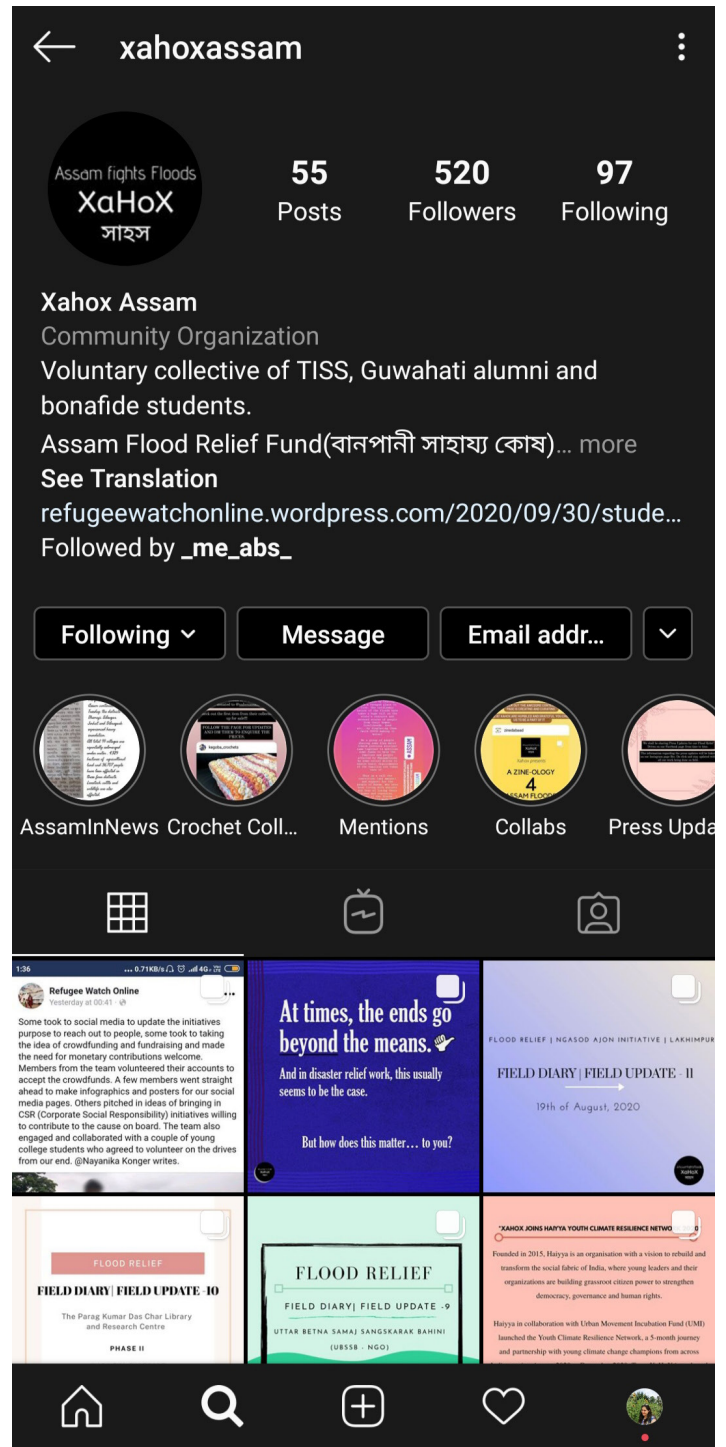 xahoxassam
Assam fights Floods
XaHoX
সাহস
55
Posts
520
Followers
97
Following
Xahox Assam
Community Organization
Voluntary collective of TISS, Guwahati alumni and
bonafide students.
Assam Flood Relief Fund(বানপানী সাহায্য কোষ)... more
See Translation
refugeewatchonline.wordpress.com/2020/09/30/stude...
Followed by _me_abs_
Following
Message
Email addr...
AssamInNews
Crochet Coll...
Mentions
A ZINE-OLOGY
4
Collabs
Press Upda
1:36
... 0.71KB/s
4G
Refugee Watch Online
Yesterday at 00:41
Some took to social media to update the initiatives
purpose to reach out to people, some took to taking
the idea of crowdfunding and fundraising and made
the need for monetary contributions welcome.
Members from the team volunteered their accounts to
accept the crowdfunds. A few members went straight
ahead to make infographics and posters for our social
media pages. Others pitched in ideas of bringing in
CSR (Corporate Social Responsibility) initiatives willing
to contribute to the cause on board. The team also
engaged and collaborated with a couple of young
college students who agreed to volunteer on the drives
from our end. @Nayanika Konger writes.
At times, the ends go
beyond the means.
And in disaster relief work, this usually
seems to be the case.
But how does this matter... to you?
FLOOD RELIEF | NGASOD AJON INITIATIVE | LAKHIMPUR
FIELD DIARY | FIELD UPDATE - 11
19th of August, 2020
FLOOD RELIEF
FIELD DIARY| FIELD UPDATE -10
The Parag Kumar Das Char Library
and Research Centre
PHASE II
FLOOD RELIEF
FIELD DIARY| FIELD UPDATE -9
UTTAR BETNA SAMAJ SANGSKARAK BAHINI
(UBSSB - NGO)
"XAHOX JOINS HAIYYA YOUTH CLIMATE RESILIENCE NETWORK
Founded in 2015, Haiyya is an organisation with a vision to rebuild and
transform the social fabric of India, where young leaders and their
organizations are building grassroot citizen power to strengthen
democracy, governance and human rights.
Haiyya in collaboration with Urban Movement Incubation Fund (UMI)
launched the Youth Climate Resilience Network, a 5-month journey
and partnership with young climate change champions from across